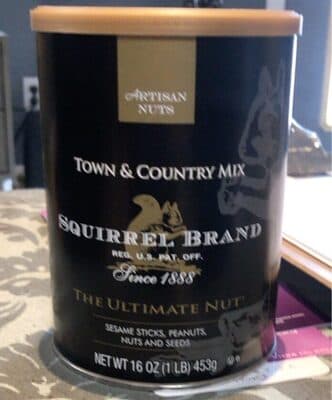 ARTISAN
NUTS
TOWN & COUNTRY MIX
SQUIRREL BRAND
REG. U.S. PAT. OFF.
Since 1888
THE ULTIMATE NUT
SESAME STICKS, PEANUTS,
NUTS AND SEEDS
NET WT 16 OZ (1 LB) 453g